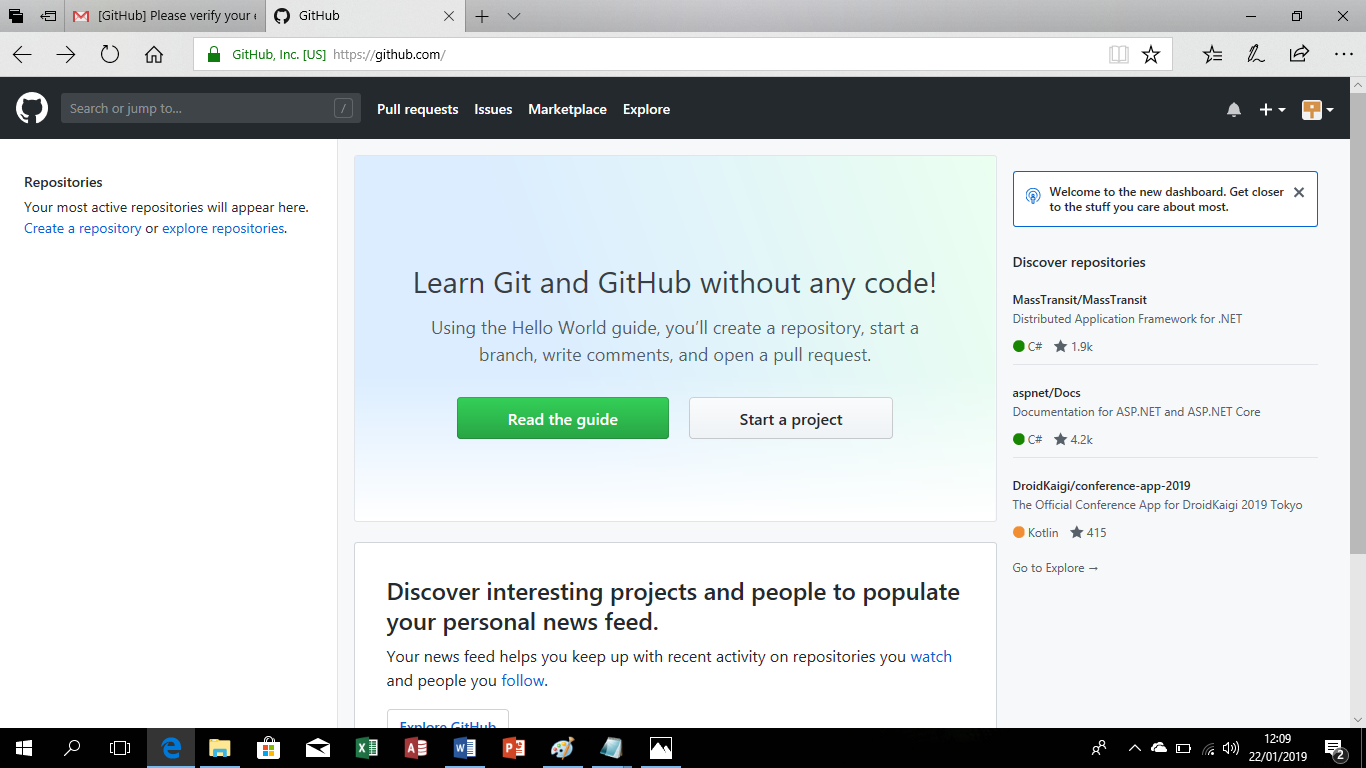 [GitHub] Please verify your e
GitHub
GitHub, Inc. [US] https://github.com/
Search or jump to...
/
Pull requests
Issues
Marketplace
Explore
Repositories
Your most active repositories will appear here.
Create a repository or explore repositories.
Learn Git and GitHub without any code!
Using the Hello World guide, you’ll create a repository, start a
branch, write comments, and open a pull request.
Read the guide
Start a project
Discover interesting projects and people to populate
your personal news feed.
Your news feed helps you keep up with recent activity on repositories you watch
and people you follow.
Explore GitHub
Welcome to the new dashboard. Get closer
to the stuff you care about most.
Discover repositories
MassTransit/MassTransit
Distributed Application Framework for .NET
C# 1.9k
aspnet/Docs
Documentation for ASP.NET and ASP.NET Core
C# 4.2k
DroidKaigi/conference-app-2019
The Official Conference App for DroidKaigi 2019 Tokyo
Kotlin 415
Go to Explore →
12:09
22/01/2019
2